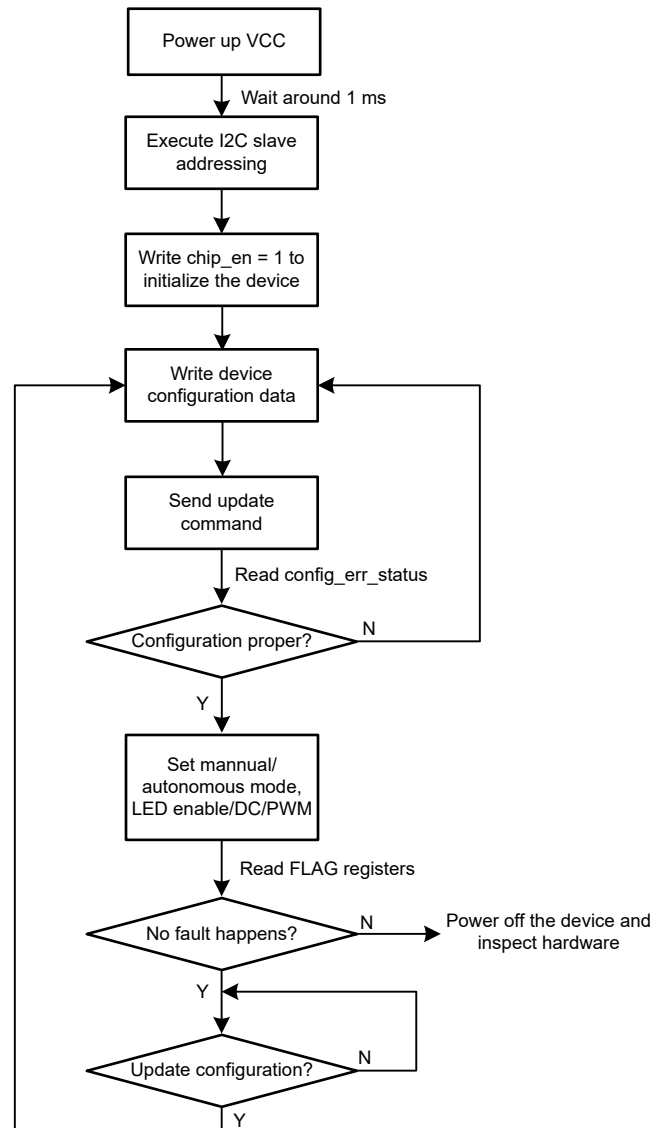 Power up VCC
Wait around 1 ms
Execute I2C slave
addressing
Write chip_en = 1 to
initialize the device
Write device
configuration data
Send update
command
Read config_err_status
Configuration proper?
N
Y
Set mannual/
autonomous mode,
LED enable/DC/PWM
Read FLAG registers
No fault happens?
N
Power off the device and
inspect hardware
Y
Update configuration?
N
Y